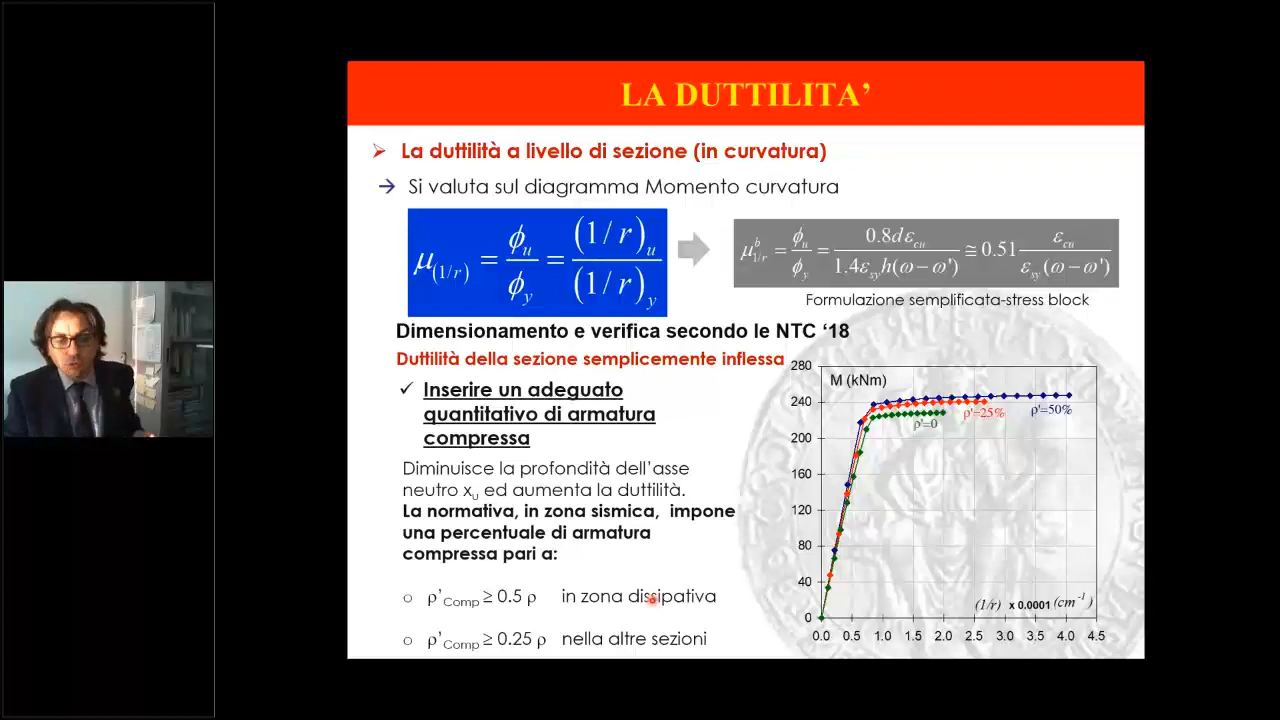 LA DUTTILITA'
➢ La duttilità a livello di sezione (in curvatura)
→ Si valuta sul diagramma Momento curvatura
μ(1/r) = ϕu/ϕy = (1/r)u/(1/r)y
μ^b 1/r = ϕu/ϕy = 0.8dεcu/1.4εsyh(ω−ω') ≅ 0.51 εcu/εsy(ω−ω')
Formulazione semplificata-stress block
Dimensionamento e verifica secondo le NTC '18
Duttilità della sezione semplicemente inflessa
✓ Inserire un adeguato
quantitativo di armatura
compressa
Diminuisce la profondità dell'asse
neutro xu ed aumenta la duttilità.
La normativa, in zona sismica, impone
una percentuale di armatura
compressa pari a:
○ ρ'Comp ≥ 0.5 ρ in zona dissipativa
○ ρ'Comp ≥ 0.25 ρ nella altre sezioni
M (kNm)
280
240
200
160
120
80
40
0
ρ'=0
ρ'=25%
ρ'=50%
(1/r) x 0.0001 (cm⁻¹)
0.0 0.5 1.0 1.5 2.0 2.5 3.0 3.5 4.0 4.5